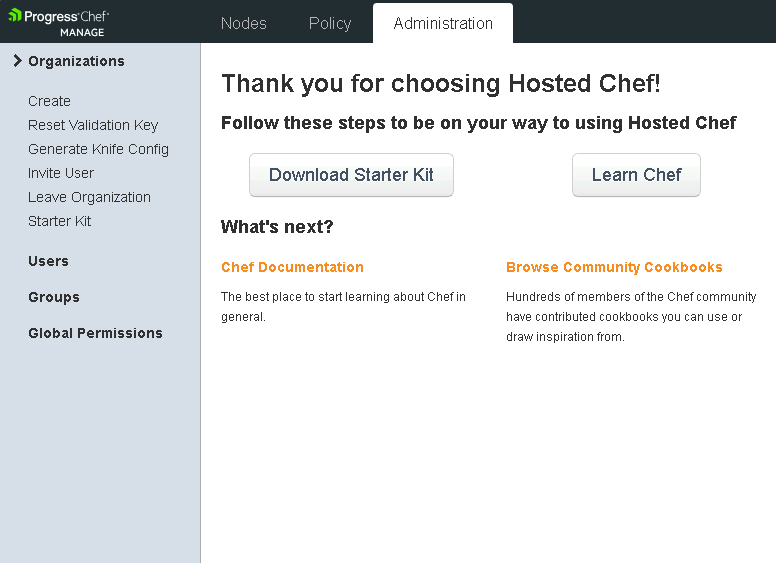 Progress Chef
MANAGE
Nodes
Policy
Administration
Organizations
Create
Reset Validation Key
Generate Knife Config
Invite User
Leave Organization
Starter Kit
Users
Groups
Global Permissions
Thank you for choosing Hosted Chef!
Follow these steps to be on your way to using Hosted Chef
Download Starter Kit
Learn Chef
What's next?
Chef Documentation
The best place to start learning about Chef in
general.
Browse Community Cookbooks
Hundreds of members of the Chef community
have contributed cookbooks you can use or
draw inspiration from.